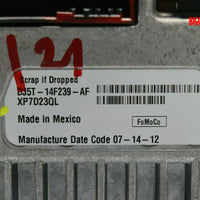 121
Scrap if Dropped
DJ5T-14F239-AF
XP7D23QL
Made in Mexico
FoMoCo
Manufacture Date Code 07-14-12